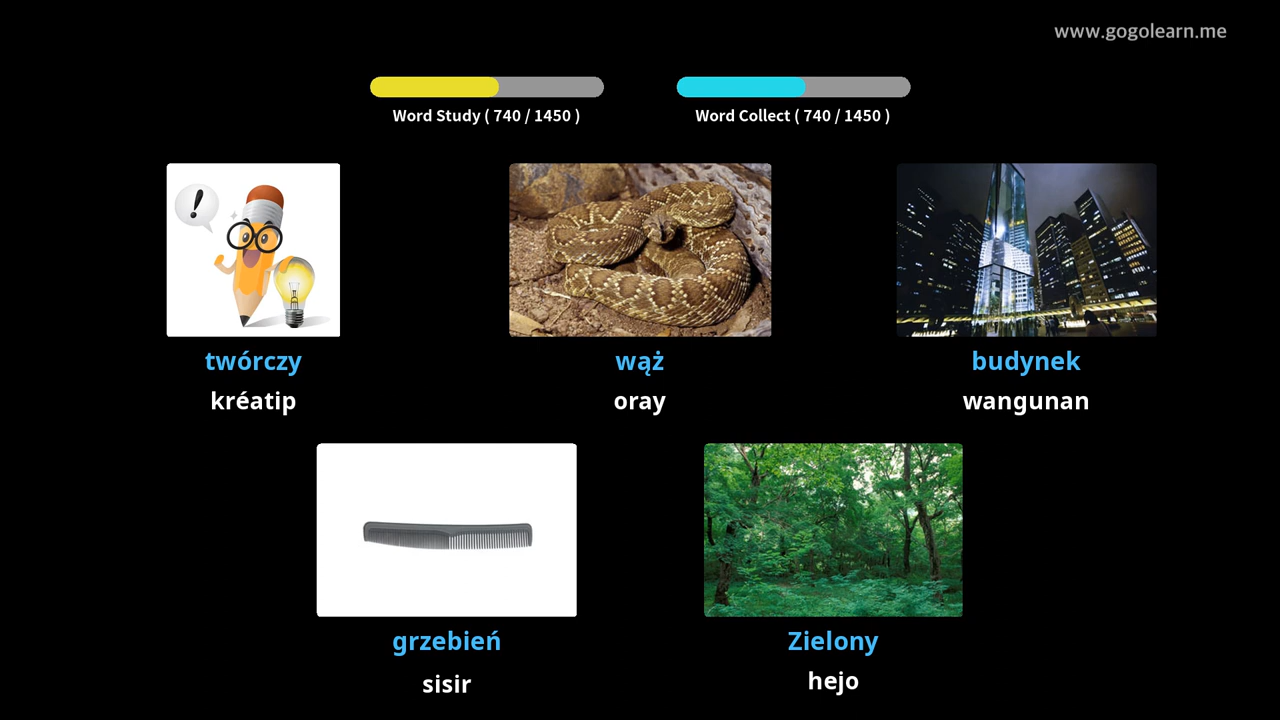 www.gogolearn.me
Word Study ( 740 / 1450 )
Word Collect ( 740 / 1450 )
!
twórczy
kréatip
wąż
oray
budynek
wangunan
grzebień
sisir
Zielony
hejo